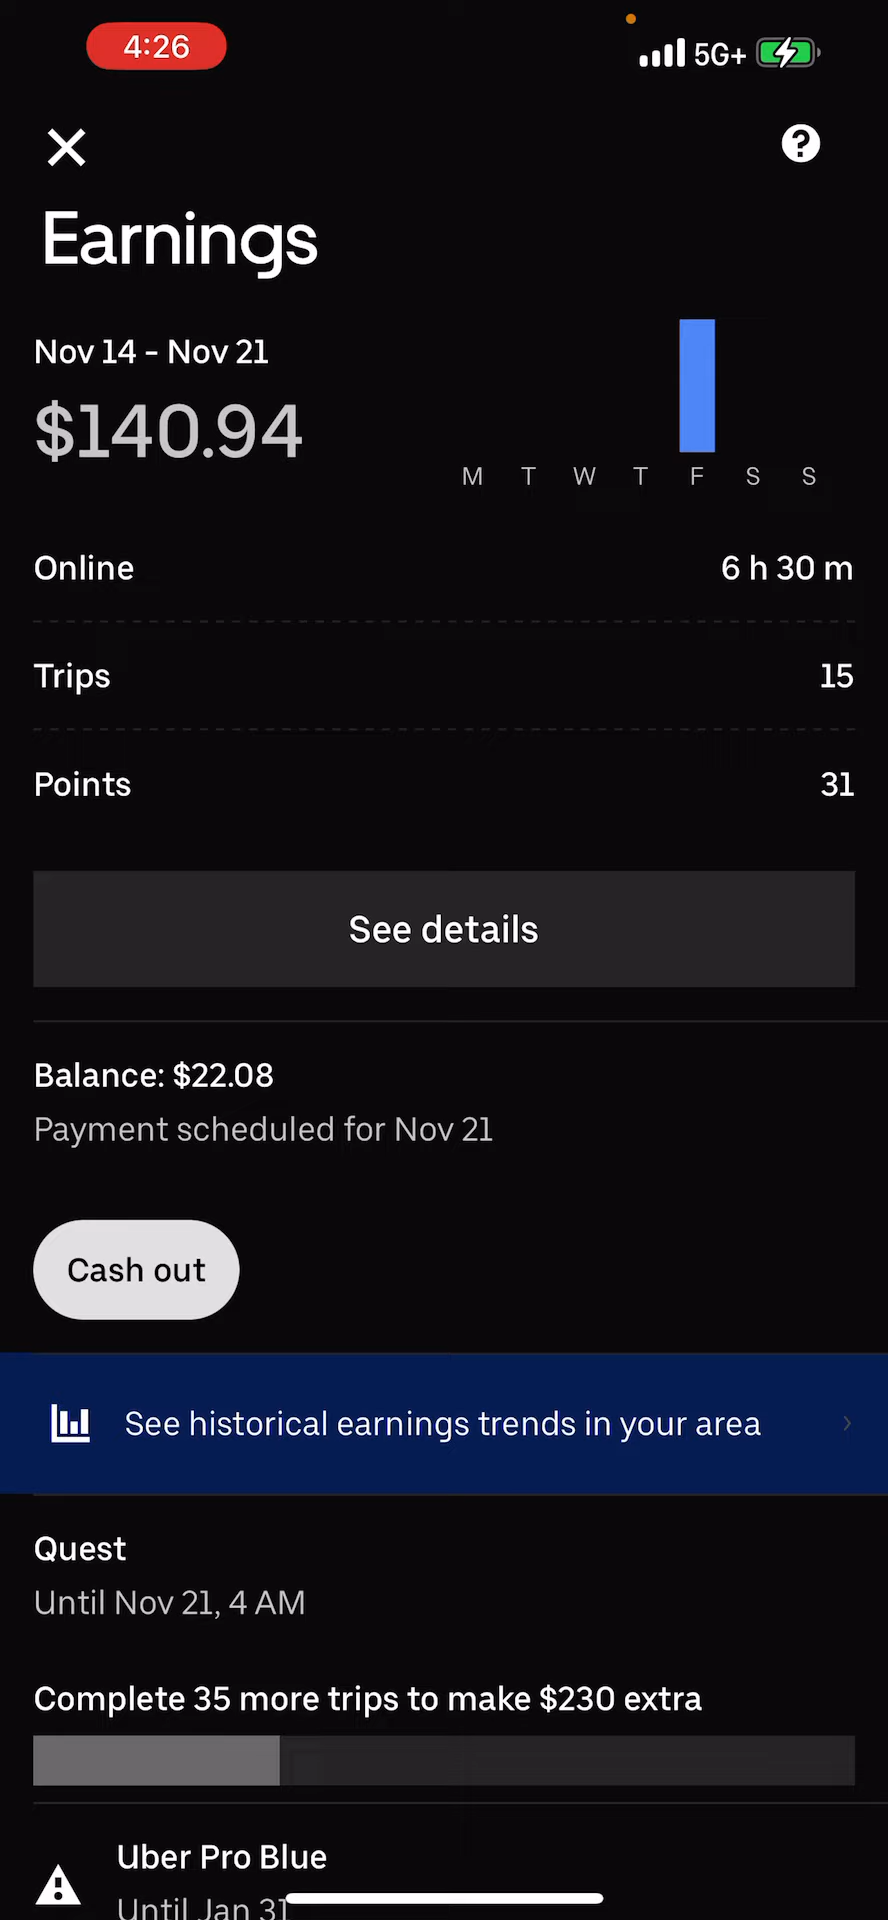 4:26
5G+
Earnings
Nov 14 - Nov 21
$140.94
M T W T F S S
Online 6 h 30 m
Trips 15
Points 31
See details
Balance: $22.08
Payment scheduled for Nov 21
Cash out
See historical earnings trends in your area
Quest
Until Nov 21, 4 AM
Complete 35 more trips to make $230 extra
Uber Pro Blue
Until Jan 31